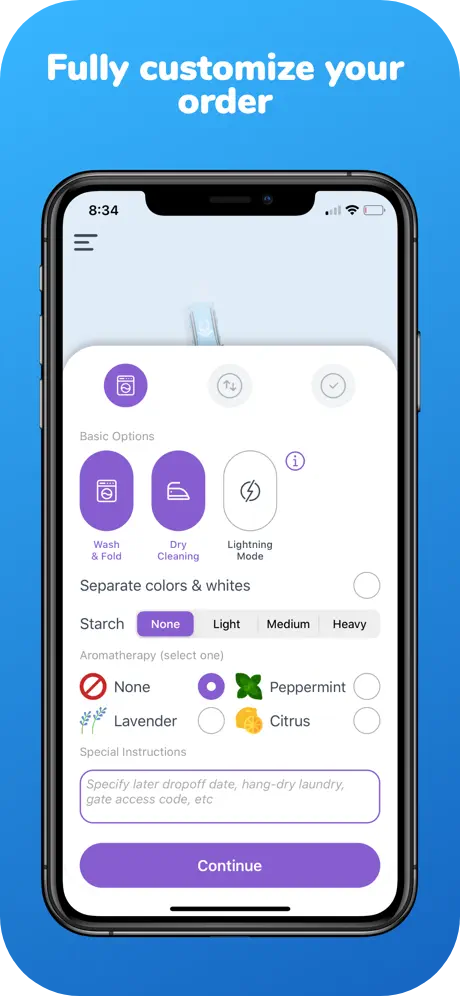 Fully customize your
order
8:34
Basic Options
Wash
& Fold
Dry
Cleaning
Lightning
Mode
Separate colors & whites
Starch None Light Medium Heavy
Aromatherapy (select one)
None Peppermint
Lavender Citrus
Special Instructions
Specify later dropoff date, hang-dry laundry,
gate access code, etc
Continue